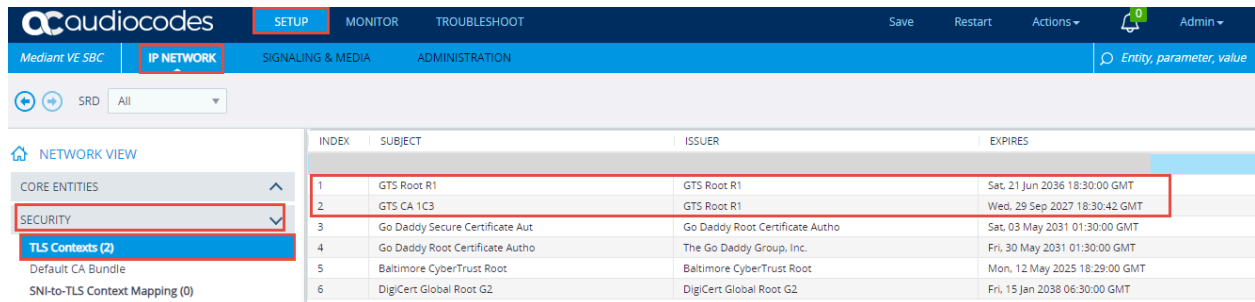 audiocodes SETUP MONITOR TROUBLESHOOT Save Restart Actions 0 Admin
Mediant VE SBC IP NETWORK SIGNALING & MEDIA ADMINISTRATION Entity, parameter, value
SRD All
NETWORK VIEW
CORE ENTITIES
SECURITY
TLS Contexts (2)
Default CA Bundle
SNI-to-TLS Context Mapping (0)
INDEX SUBJECT ISSUER EXPIRES
1 GTS Root R1 GTS Root R1 Sat, 21 Jun 2036 18:30:00 GMT
2 GTS CA 1C3 GTS Root R1 Wed, 29 Sep 2027 18:30:42 GMT
3 Go Daddy Secure Certificate Aut Go Daddy Root Certificate Autho Sat, 03 May 2031 01:30:00 GMT
4 Go Daddy Root Certificate Autho The Go Daddy Group, Inc. Fri, 30 May 2031 01:30:00 GMT
5 Baltimore CyberTrust Root Baltimore CyberTrust Root Mon, 12 May 2025 18:29:00 GMT
6 DigiCert Global Root G2 DigiCert Global Root G2 Fri, 15 Jan 2038 06:30:00 GMT